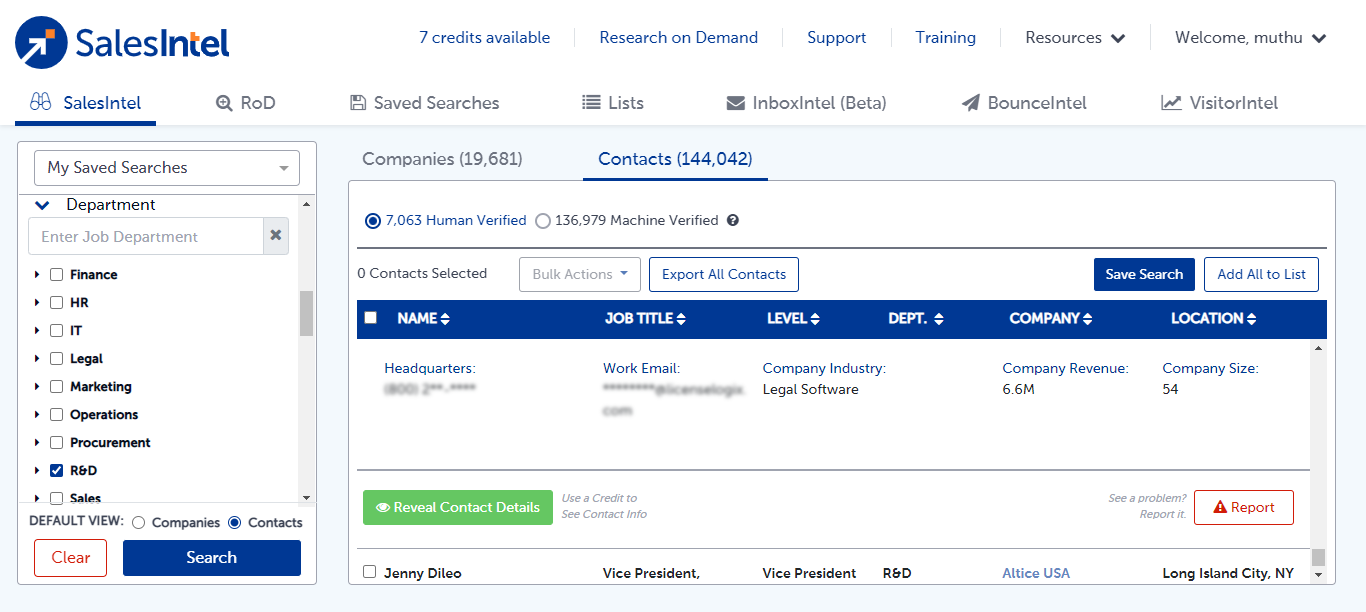 SalesIntel
7 credits available
Research on Demand
Support
Training
Resources
Welcome, muthu
SalesIntel
RoD
Saved Searches
Lists
InboxIntel (Beta)
BounceIntel
VisitorIntel
My Saved Searches
Department
Enter Job Department
Finance
HR
IT
Legal
Marketing
Operations
Procurement
R&D
Sales
DEFAULT VIEW: Companies Contacts
Clear
Search
Companies (19,681)
Contacts (144,042)
7,063 Human Verified
136,979 Machine Verified
0 Contacts Selected
Bulk Actions
Export All Contacts
Save Search
Add All to List
NAME
JOB TITLE
LEVEL
DEPT.
COMPANY
LOCATION
Headquarters:
(800) 2**-****
Work Email:
********@licenselogix.
com
Company Industry:
Legal Software
Company Revenue:
6.6M
Company Size:
54
Reveal Contact Details
Use a Credit to
See Contact Info
See a problem?
Report it.
Report
Jenny Dileo
Vice President,
Vice President
R&D
Altice USA
Long Island City, NY